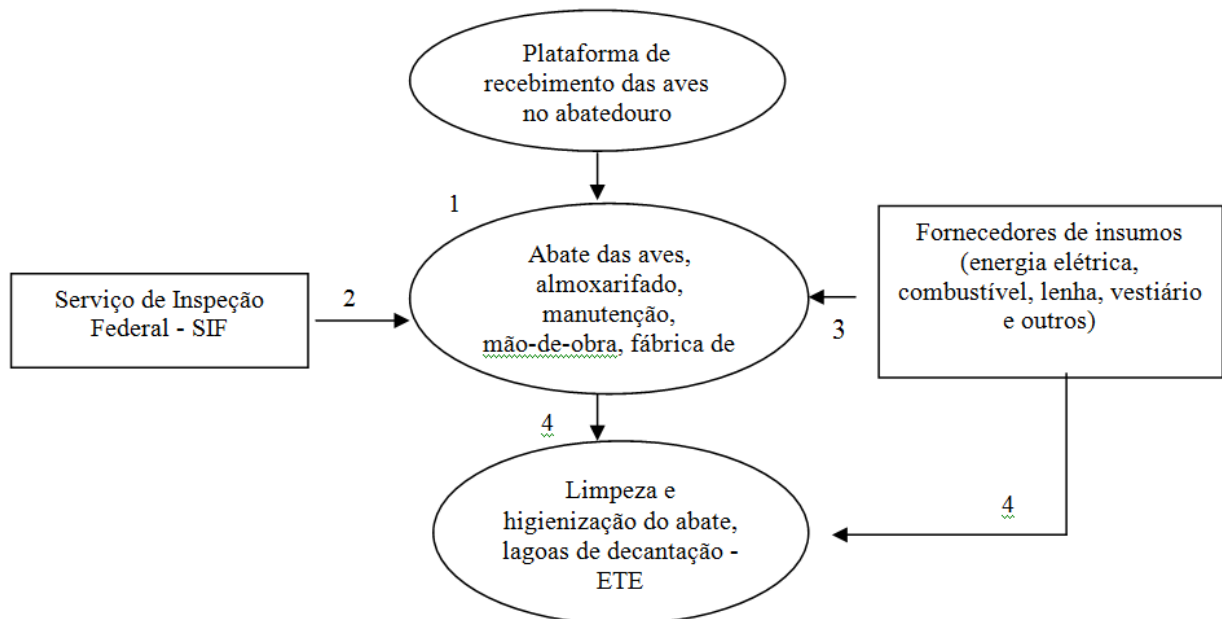 Plataforma de
recebimento das aves
no abatedouro
1
Abate das aves,
almoxarifado,
manutenção,
mão-de-obra, fábrica de
Serviço de Inspeção
Federal - SIF
2
Fornecedores de insumos
(energia elétrica,
combustível, lenha, vestiário
e outros)
3
4
Limpeza e
higienização do abate,
lagoas de decantação -
ETE
4